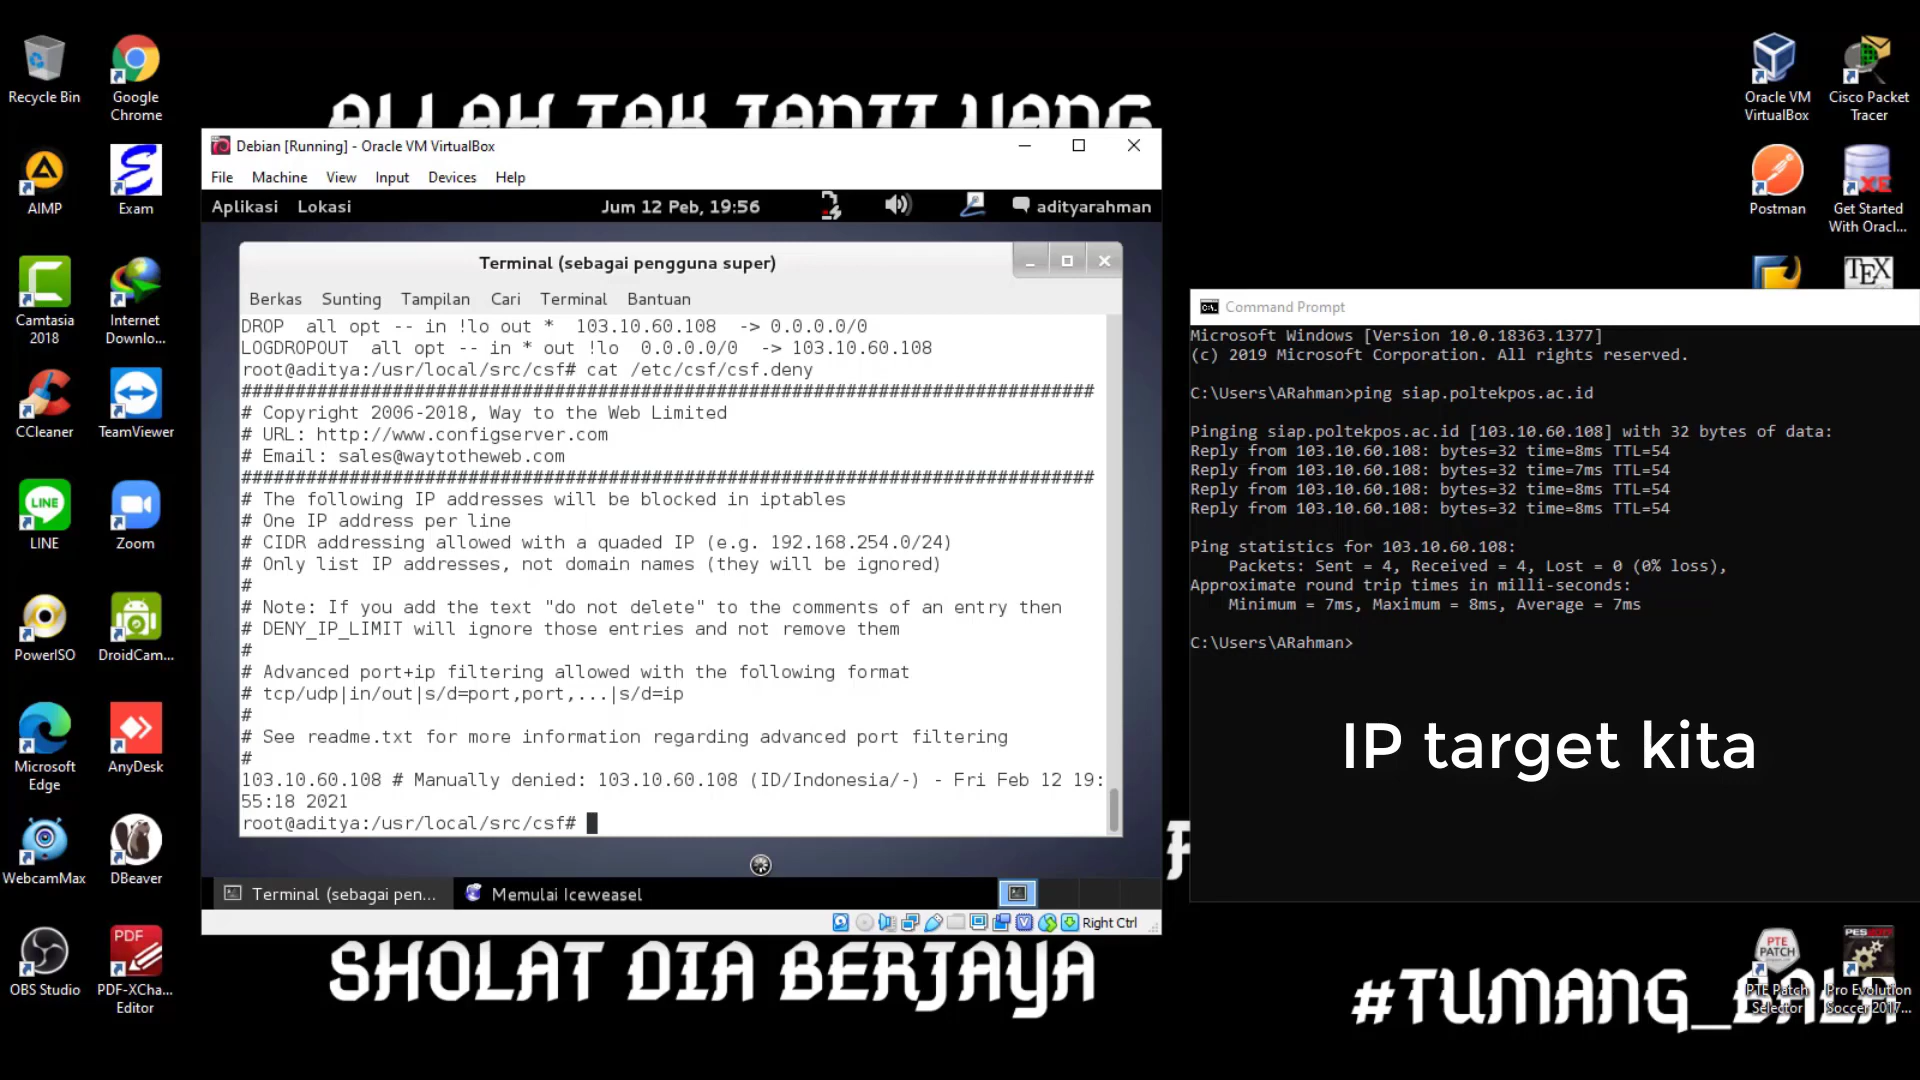 Recycle Bin
Google
Chrome
AIMP
Exam
Camtasia
2018
Internet
Downlo...
CCleaner
TeamViewer
LINE
Zoom
PowerISO
DroidCam...
Microsoft
Edge
AnyDesk
WebcamMax
DBeaver
OBS Studio
PDF-XCha...
Editor
ALLAH TAK JANJI YANG
Debian [Running] - Oracle VM VirtualBox
File Machine View Input Devices Help
Aplikasi Lokasi Jum 12 Peb, 19:56 adityarahman
Terminal (sebagai pengguna super)
Berkas Sunting Tampilan Cari Terminal Bantuan
DROP  all opt -- in !lo out *  103.10.60.108  -> 0.0.0.0/0
LOGDROPOUT  all opt -- in * out !lo  0.0.0.0/0  -> 103.10.60.108
root@aditya:/usr/local/src/csf# cat /etc/csf/csf.deny
###############################################################################
# Copyright 2006-2018, Way to the Web Limited
# URL: http://www.configserver.com
# Email: sales@waytotheweb.com
###############################################################################
# The following IP addresses will be blocked in iptables
# One IP address per line
# CIDR addressing allowed with a quaded IP (e.g. 192.168.254.0/24)
# Only list IP addresses, not domain names (they will be ignored)
#
# Note: If you add the text "do not delete" to the comments of an entry then
# DENY_IP_LIMIT will ignore those entries and not remove them
#
# Advanced port+ip filtering allowed with the following format
# tcp/udp|in/out|s/d=port,port,...|s/d=ip
#
# See readme.txt for more information regarding advanced port filtering
#
103.10.60.108 # Manually denied: 103.10.60.108 (ID/Indonesia/-) - Fri Feb 12 19:
55:18 2021
root@aditya:/usr/local/src/csf#
Terminal (sebagai pen... Memulai Iceweasel
Right Ctrl
SHOLAT DIA BERJAYA
Oracle VM
VirtualBox
Cisco Packet
Tracer
Postman
Get Started
With Oracl...
TEX
Command Prompt
Microsoft Windows [Version 10.0.18363.1377]
(c) 2019 Microsoft Corporation. All rights reserved.
C:\Users\ARahman>ping siap.poltekpos.ac.id
Pinging siap.poltekpos.ac.id [103.10.60.108] with 32 bytes of data:
Reply from 103.10.60.108: bytes=32 time=8ms TTL=54
Reply from 103.10.60.108: bytes=32 time=7ms TTL=54
Reply from 103.10.60.108: bytes=32 time=8ms TTL=54
Reply from 103.10.60.108: bytes=32 time=8ms TTL=54
Ping statistics for 103.10.60.108:
Packets: Sent = 4, Received = 4, Lost = 0 (0% loss),
Approximate round trip times in milli-seconds:
Minimum = 7ms, Maximum = 8ms, Average = 7ms
C:\Users\ARahman>
IP target kita
PTE Patch
Selector
Pro Evolution
Soccer 2017...
#TUMANG_BALA